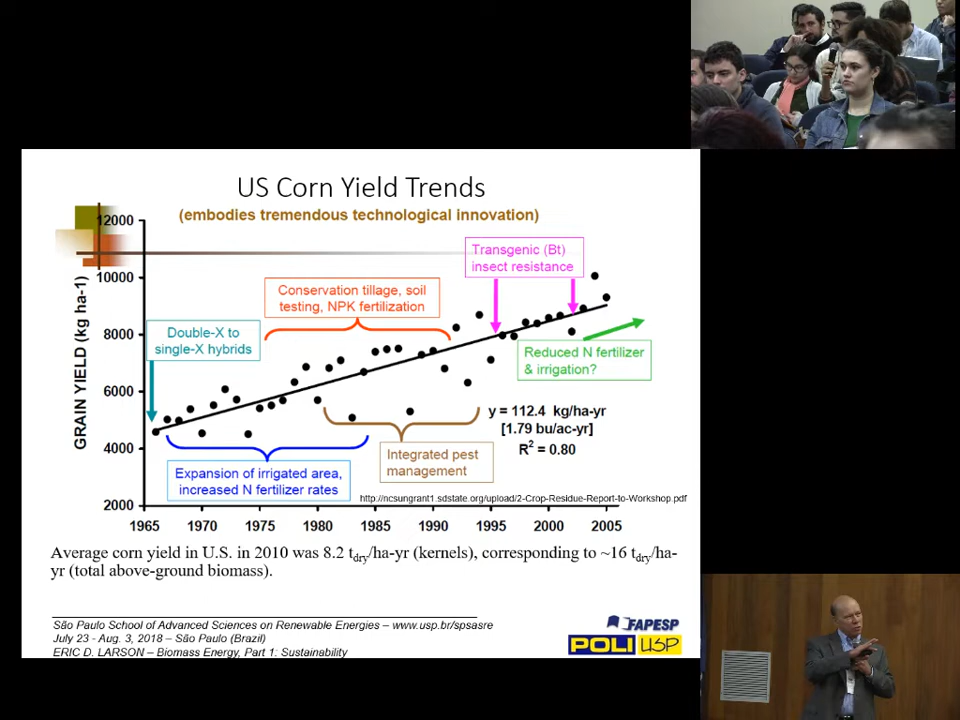 US Corn Yield Trends
(embodies tremendous technological innovation)
12000
10000
8000
6000
4000
2000
GRAIN YIELD (kg ha-1)
Transgenic (Bt)
insect resistance
Conservation tillage, soil
testing, NPK fertilization
Double-X to
single-X hybrids
Reduced N fertilizer
& irrigation?
y = 112.4 kg/ha-yr
[1.79 bu/ac-yr]
R2 = 0.80
Integrated pest
management
Expansion of irrigated area,
increased N fertilizer rates
http://ncsungrant1.sdstate.org/upload/2-Crop-Residue-Report-to-Workshop.pdf
1965 1970 1975 1980 1985 1990 1995 2000 2005
Average corn yield in U.S. in 2010 was 8.2 tdry/ha-yr (kernels), corresponding to ~16 tdry/ha-
yr (total above-ground biomass).
São Paulo School of Advanced Sciences on Renewable Energies – www.usp.br/spsasre
July 23 - Aug. 3, 2018 – São Paulo (Brazil)
ERIC D. LARSON – Biomass Energy, Part 1: Sustainability
FAPESP
POLI USP